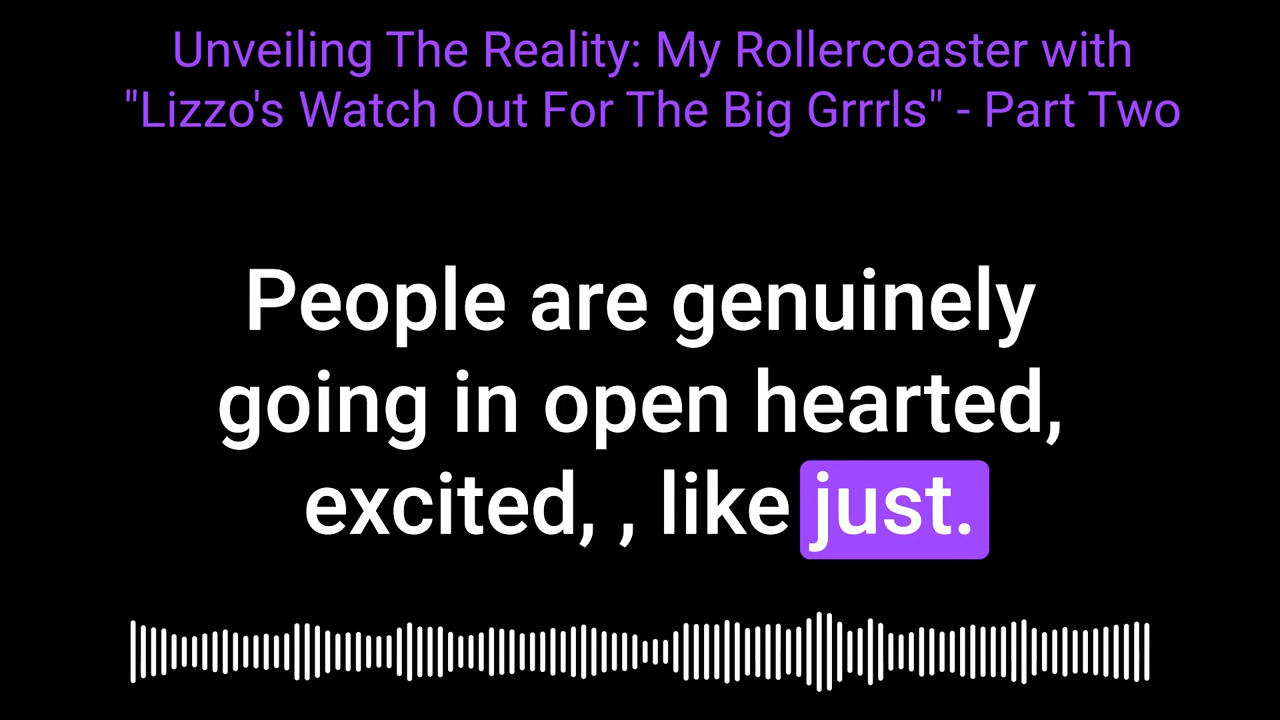 Unveiling The Reality: My Rollercoaster with
"Lizzo's Watch Out For The Big Grrrls" - Part Two
People are genuinely
going in open hearted,
excited, , like just.